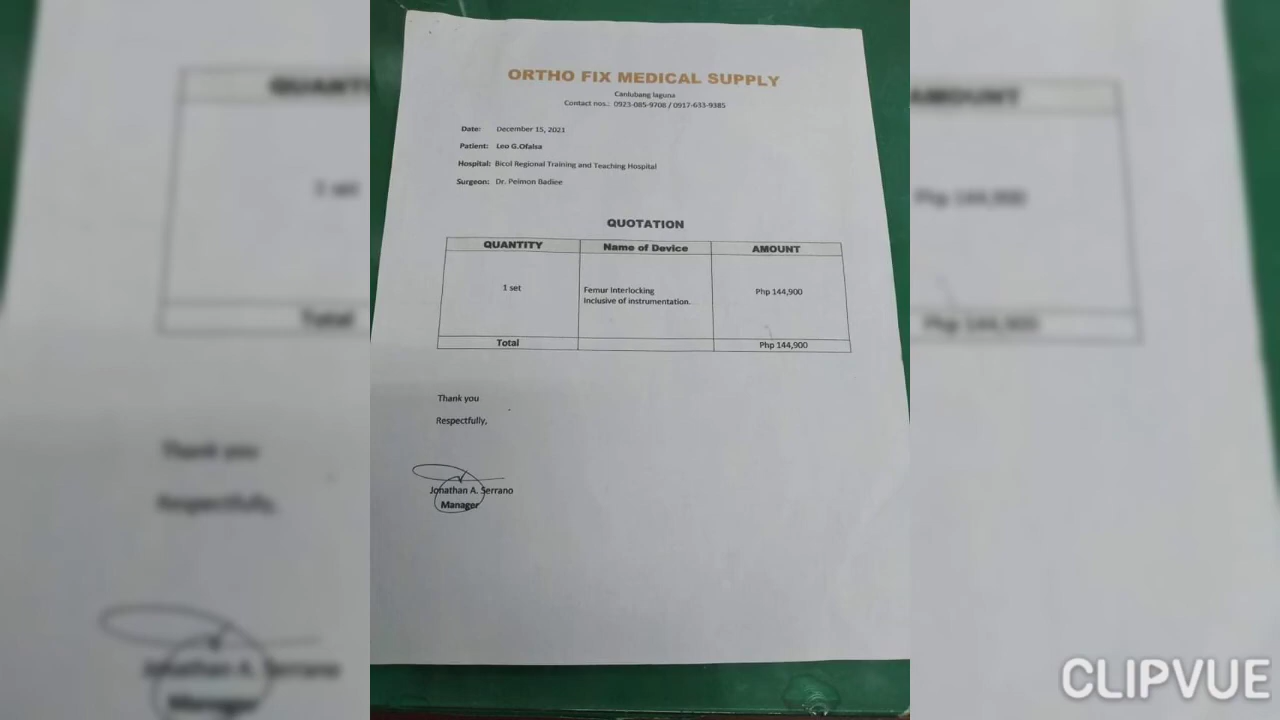 ORTHO FIX MEDICAL SUPPLY
Canlubang laguna
Contact nos.: 0923-085-9708 / 0917-633-9385
Date: December 15, 2021
Patient: Leo G.Ofalsa
Hospital: Bicol Regional Training and Teaching Hospital
Surgeon: Dr. Peimon Badiee
QUOTATION
QUANTITY Name of Device AMOUNT
1 set Femur Interlocking Php 144,900
Inclusive of instrumentation.
Total Php 144,900
Thank you
Respectfully,
Jonathan A. Serrano
Manager
CLIPVUE